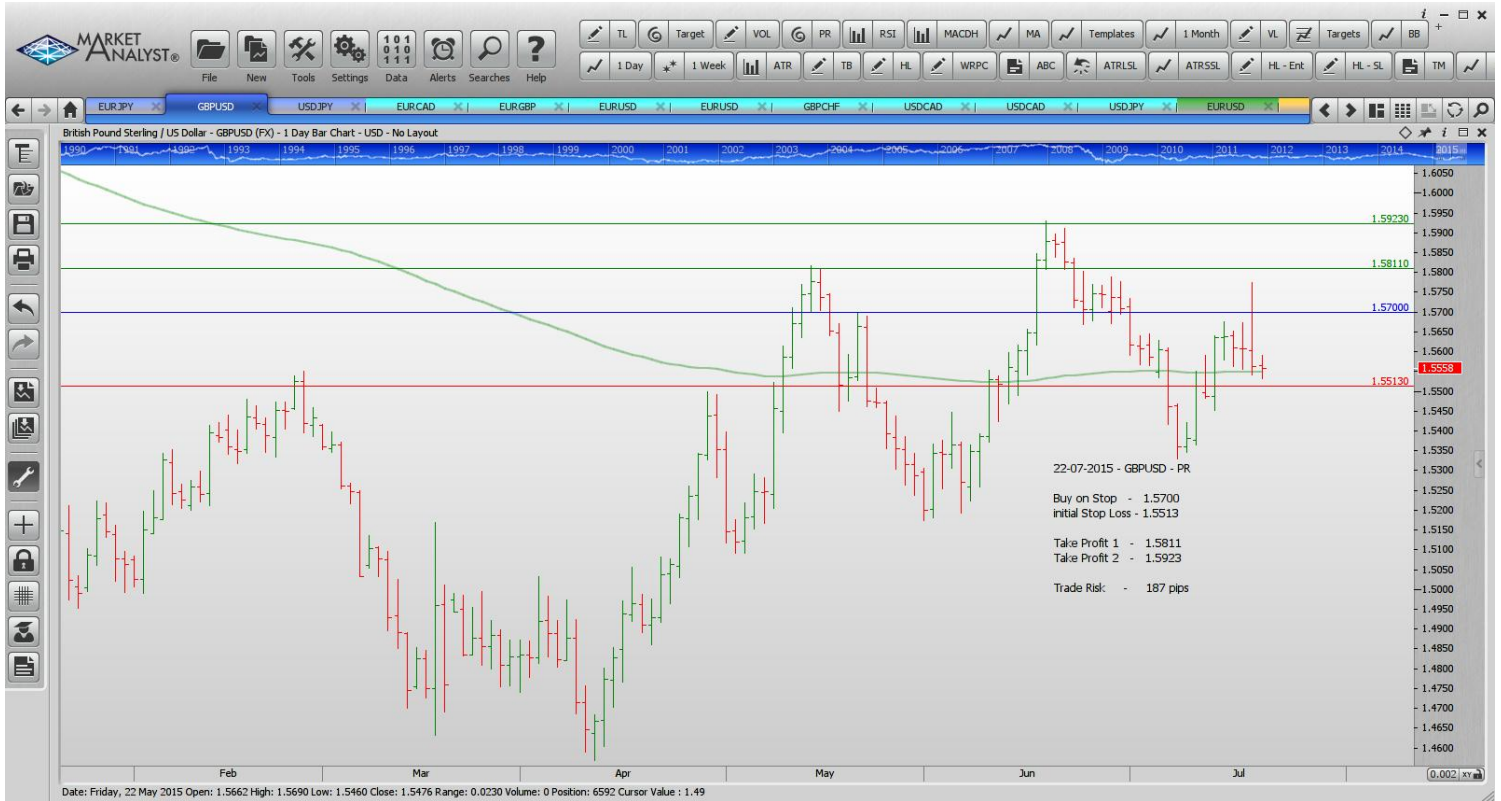 MARKET
ANALYST®
File New Tools Settings Data Alerts Searches Help
TL Target VOL PR RSI MACDH MA Templates 1 Month VL Targets BB
1 Day 1 Week ATR TB HL WRPC ABC ATRLSL ATRSSL HL - Ent HL - SL TM
EURJPY GBPUSD USDJPY EURCAD EURGBP EURUSD EURUSD GBPCHF USDCAD USDCAD USDJPY EURUSD
British Pound Sterling / US Dollar - GBPUSD (FX) - 1 Day Bar Chart - USD - No Layout
1990 1991 1992 1993 1994 1995 1996 1997 1998 1999 2000 2001 2002 2003 2004 2005 2006 2007 2008 2009 2010 2011 2012 2013 2014 2015
1.6050
1.6000
1.5950
1.59230
1.5900
1.5850
1.58110
1.5800
1.5750
1.57000
1.5700
1.5650
1.5600
1.5558
1.55130
1.5500
1.5450
1.5400
1.5350
1.5300
1.5250
1.5200
1.5150
1.5100
1.5050
1.5000
1.4950
1.4900
1.4850
1.4800
1.4750
1.4700
1.4650
1.4600
22-07-2015 - GBPUSD - PR
Buy on Stop - 1.5700
initial Stop Loss - 1.5513
Take Profit 1 - 1.5811
Take Profit 2 - 1.5923
Trade Risk - 187 pips
Feb Mar Apr May Jun Jul
0.002 XY
Date: Friday, 22 May 2015 Open: 1.5662 High: 1.5690 Low: 1.5460 Close: 1.5476 Range: 0.0230 Volume: 0 Position: 6592 Cursor Value : 1.49